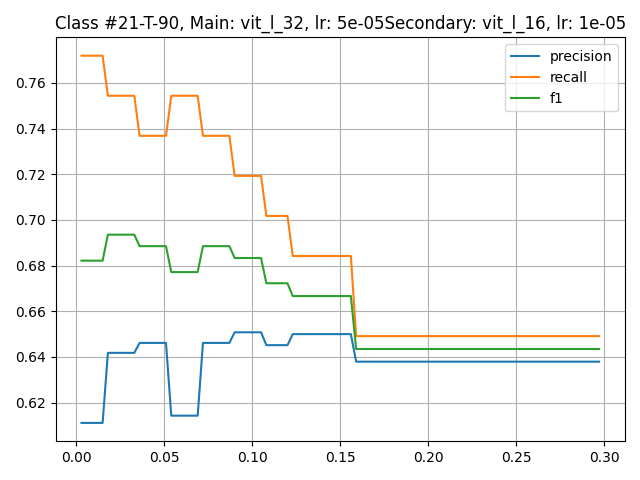 Class #21-T-90, Main: vit_l_32, lr: 5e-05Secondary: vit_l_16, lr: 1e-05
precision
recall
f1
0.76
0.74
0.72
0.70
0.68
0.66
0.64
0.62
0.00 0.05 0.10 0.15 0.20 0.25 0.30